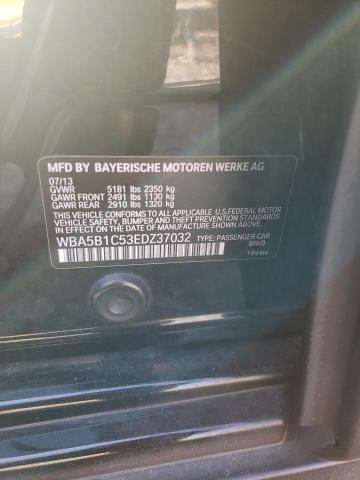 MFD BY BAYERISCHE MOTOREN WERKE AG
07/13
GVWR 5181 lbs 2350 kg
GAWR FRONT 2491 lbs 1130 kg
GAWR REAR 2910 lbs 1320 kg
THIS VEHICLE CONFORMS TO ALL APPLICABLE U.S.FEDERAL MOTOR
VEHICLE SAFETY, BUMPER AND THEFT PREVENTION STANDARDS
IN EFFECT ON THE DATE OF MANUFACTURE SHOWN ABOVE.
WBA5B1C53EDZ37032 TYPE: PASSENGER CAR